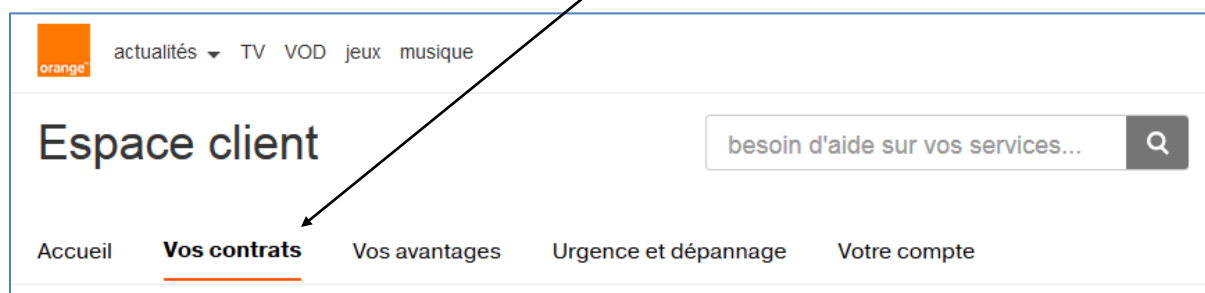 orange™
actualités TV VOD jeux musique
Espace client
besoin d'aide sur vos services...
Accueil Vos contrats Vos avantages Urgence et dépannage Votre compte